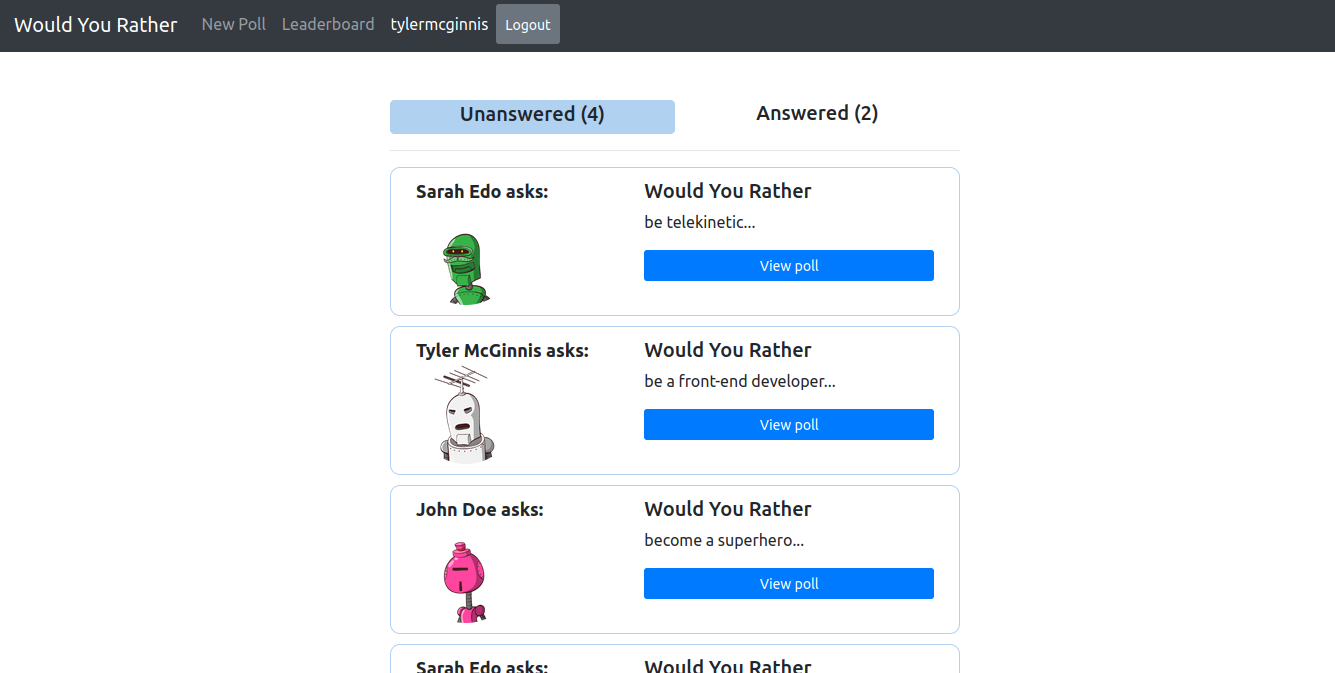 Would You Rather New Poll Leaderboard tylermcginnis Logout
Unanswered (4) Answered (2)
Sarah Edo asks:
Would You Rather
be telekinetic...
View poll
Tyler McGinnis asks:
Would You Rather
be a front-end developer...
View poll
John Doe asks:
Would You Rather
become a superhero...
View poll
Sarah Edo asks:
Would You Rather